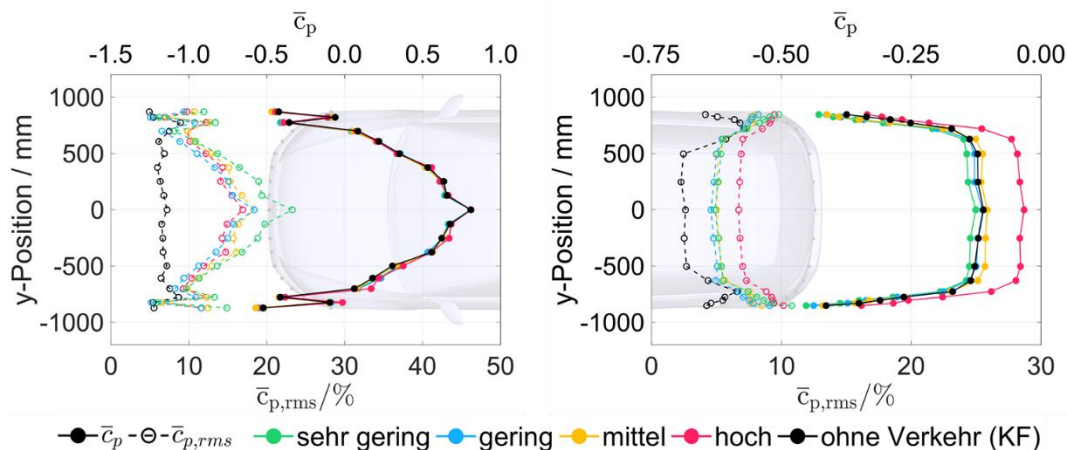 c̅p c̅p
-1.5 -1.0 -0.5 0.0 0.5 1.0 -0.75 -0.50 -0.25 0.00
1000 1000
500 500
0 0
-500 -500
-1000 -1000
y-Position / mm y-Position / mm
0 10 20 30 40 50 0 10 20 30
c̅p,rms/% c̅p,rms/%
c̅p c̅p,rms sehr gering gering mittel hoch ohne Verkehr (KF)